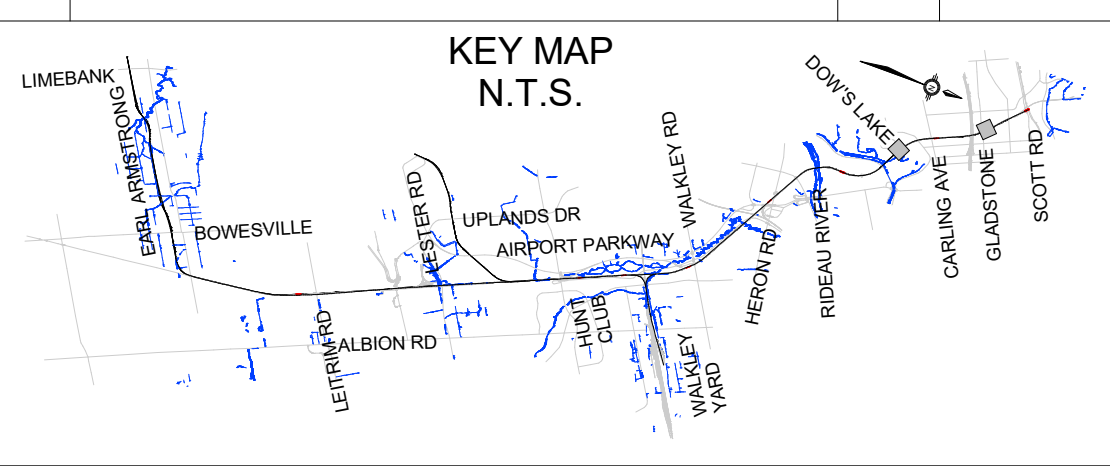 KEY MAP
N.T.S.
LIMEBANK
EARL ARMSTRONG
BOWESVILLE
LEITRIM RD
ALBION RD
LESTER RD
UPLANDS DR
AIRPORT PARKWAY
HUNT
CLUB
WALKLEY
YARD
WALKLEY RD
HERON RD
RIDEAU RIVER
DOW'S LAKE
N
CARLING AVE
GLADSTONE
SCOTT RD